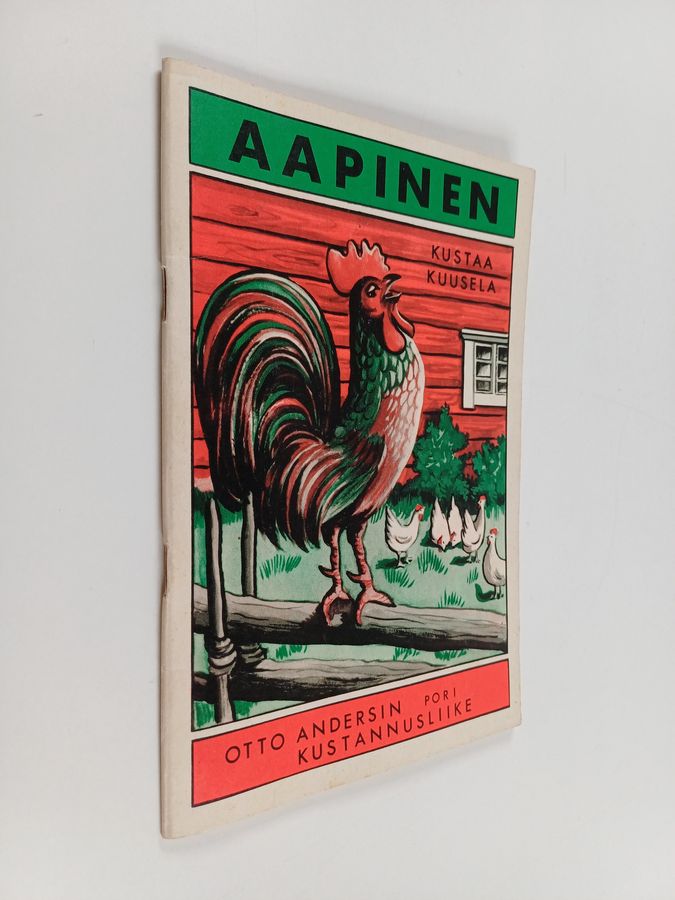 AAPINEN
KUSTAA
KUUSELA
OTTO ANDERSIN PORI
KUSTANNUSLIIKE